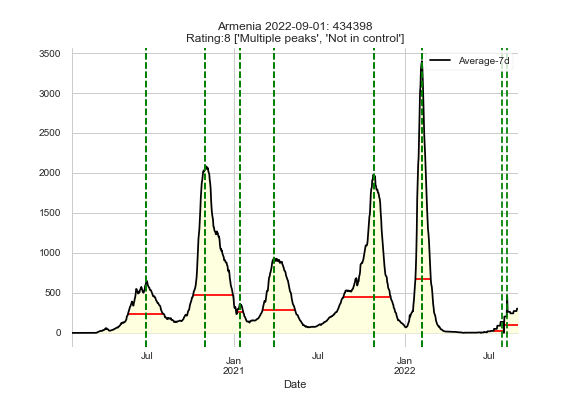 Armenia 2022-09-01: 434398
Rating:8 ['Multiple peaks', 'Not in control']
Average-7d
3500
3000
2500
2000
1500
1000
500
0
Jul
Jan
2021
Jul
Jan
2022
Jul
Date